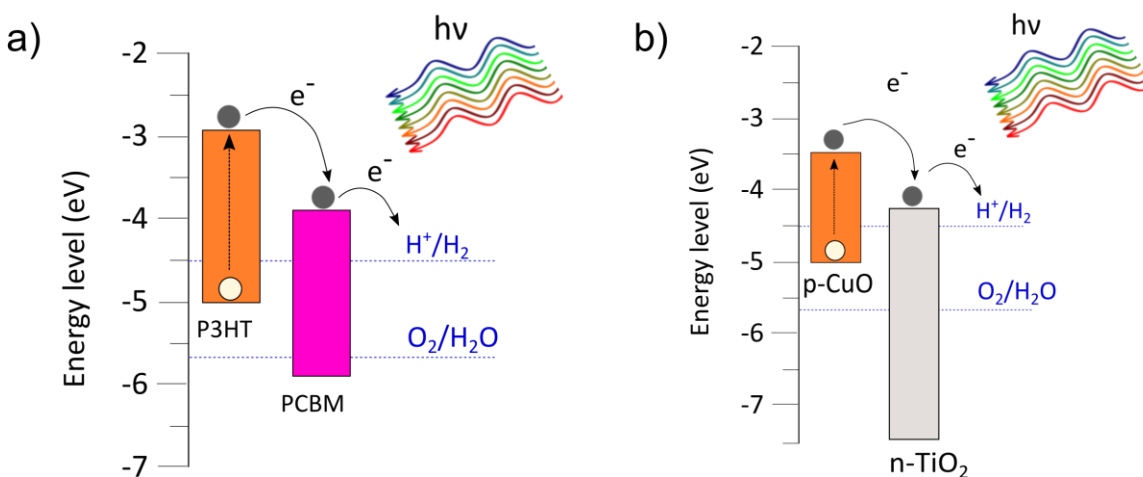 a)
hν
-2
-3
-4
-5
-6
-7
Energy level (eV)
e⁻
e⁻
H⁺/H₂
O₂/H₂O
P3HT
PCBM
b)
hν
-2
-3
-4
-5
-6
-7
Energy level (eV)
e⁻
e⁻
H⁺/H₂
O₂/H₂O
p-CuO
n-TiO₂